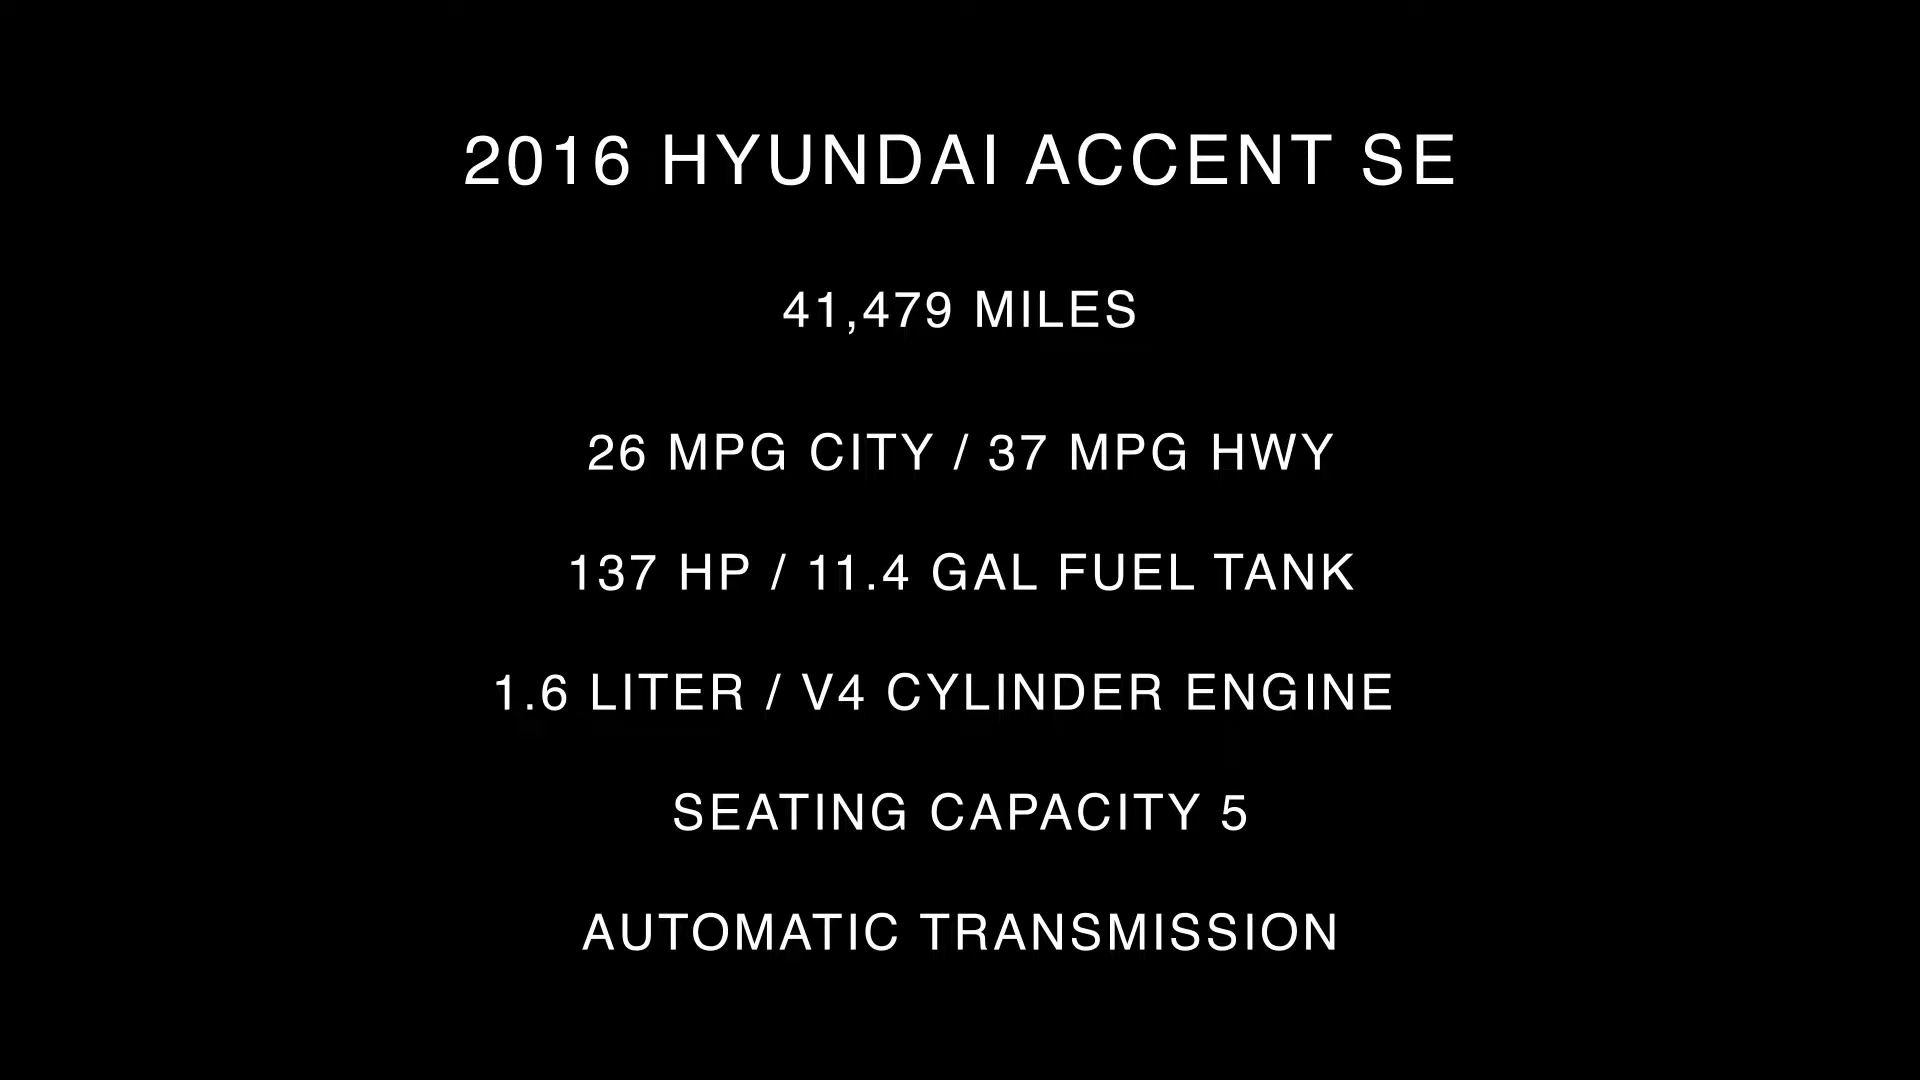 2016 HYUNDAI ACCENT SE
41,479 MILES
26 MPG CITY / 37 MPG HWY
137 HP / 11.4 GAL FUEL TANK
1.6 LITER / V4 CYLINDER ENGINE
SEATING CAPACITY 5
AUTOMATIC TRANSMISSION